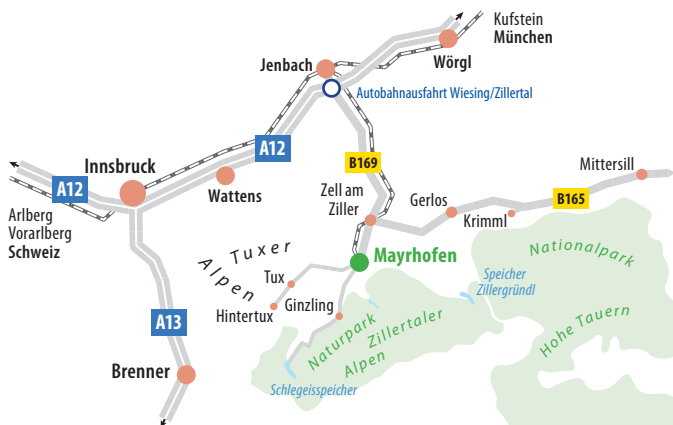 Kufstein
München
Wörgl
Jenbach
Autobahnausfahrt Wiesing/Zillertal
A12
Innsbruck
A12
Wattens
B169
Mittersill
Zell am
Ziller
Gerlos
B165
Krimml
Arlberg
Vorarlberg
Schweiz
Tuxer
Alpen
Mayrhofen
Nationalpark
Hohe Tauern
Speicher
Zillergründl
Tux
Hintertux
Ginzling
A13
Naturpark
Zillertaler
Alpen
Brenner
Schlegeisspeicher